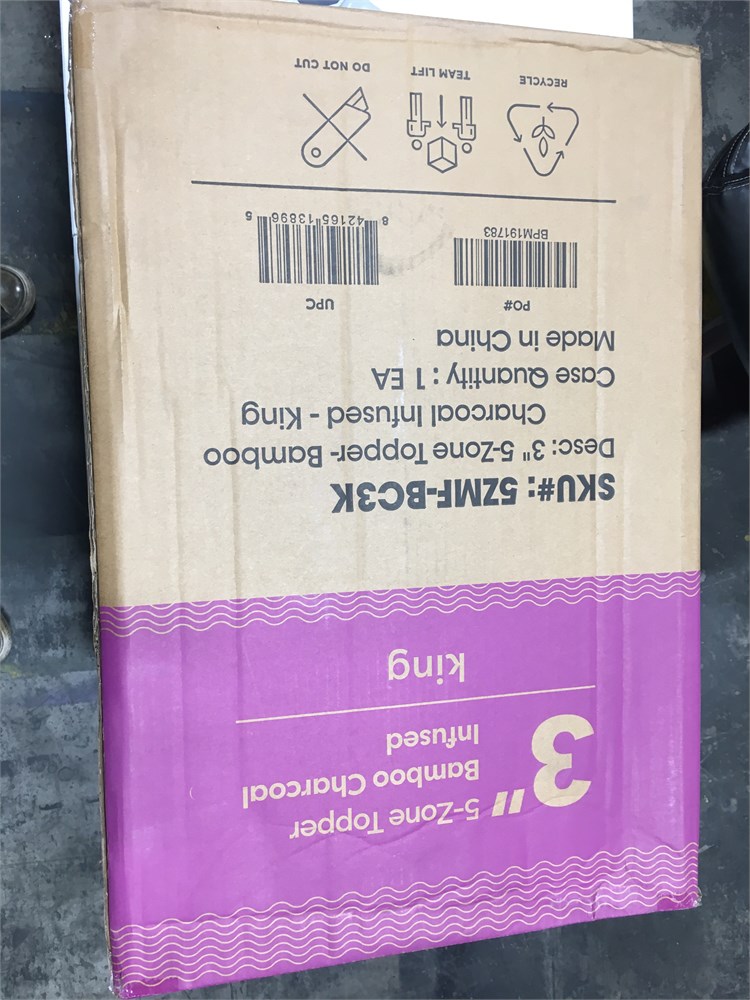 3"
5-Zone Topper
Bamboo Charcoal
Infused
king
SKU#: 5ZMF-BC3K
Desc: 3" 5-Zone Topper- Bamboo
Charcoal Infused - King
Case Quantity : 1 EA
Made in China
PO#
BPM191783
UPC
8 42165 13896 5
RECYCLE
TEAM LIFT
DO NOT CUT